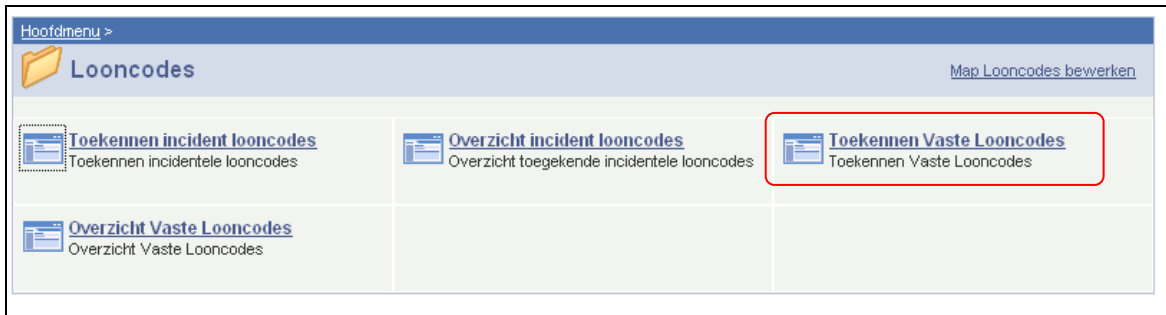 Hoofdmenu >
Looncodes
Map Looncodes bewerken
Toekennen incident looncodes
Toekennen incidentele looncodes
Overzicht incident looncodes
Overzicht toegekende incidentele looncodes
Toekennen Vaste Looncodes
Toekennen Vaste Looncodes
Overzicht Vaste Looncodes
Overzicht Vaste Looncodes